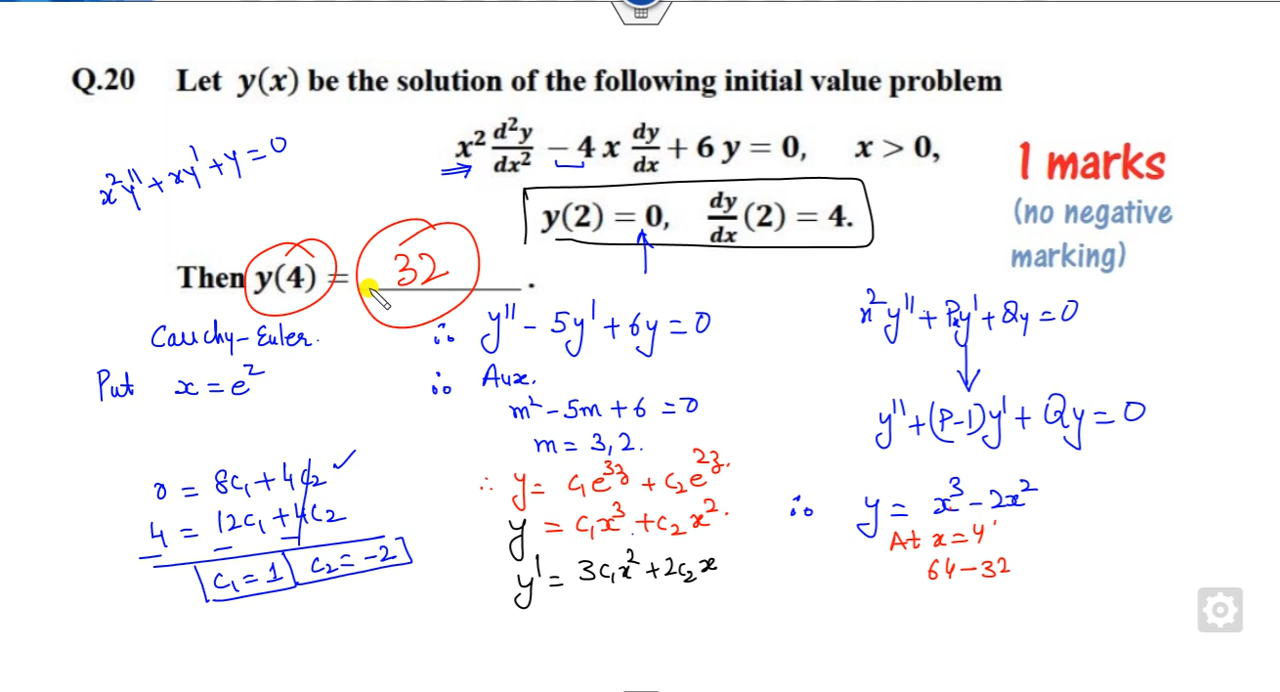 Q.20 Let y(x) be the solution of the following initial value problem
x² d²y/dx² − 4 x dy/dx + 6 y = 0, x > 0,
y(2) = 0, dy/dx (2) = 4.
Then y(4) = 32 .
1 marks
(no negative
marking)
x²y'' + xy' + y = 0
Cauchy-Euler.
Put x = e^z
∴ y'' - 5y' + 6y = 0
∴ Aux.
m² - 5m + 6 = 0
m = 3, 2.
∴ y = c₁e^3z + c₂e^2z.
y = c₁x³ + c₂x².
y' = 3c₁x² + 2c₂x
0 = 8c₁ + 4c₂ ✓
4 = 12c₁ + 4c₂
c₁ = 1 c₂ = -2
x²y'' + Pxy' + Qy = 0
↓
y'' + (P-1)y' + Qy = 0
∴ y = x³ - 2x²
At x = 4
64 - 32